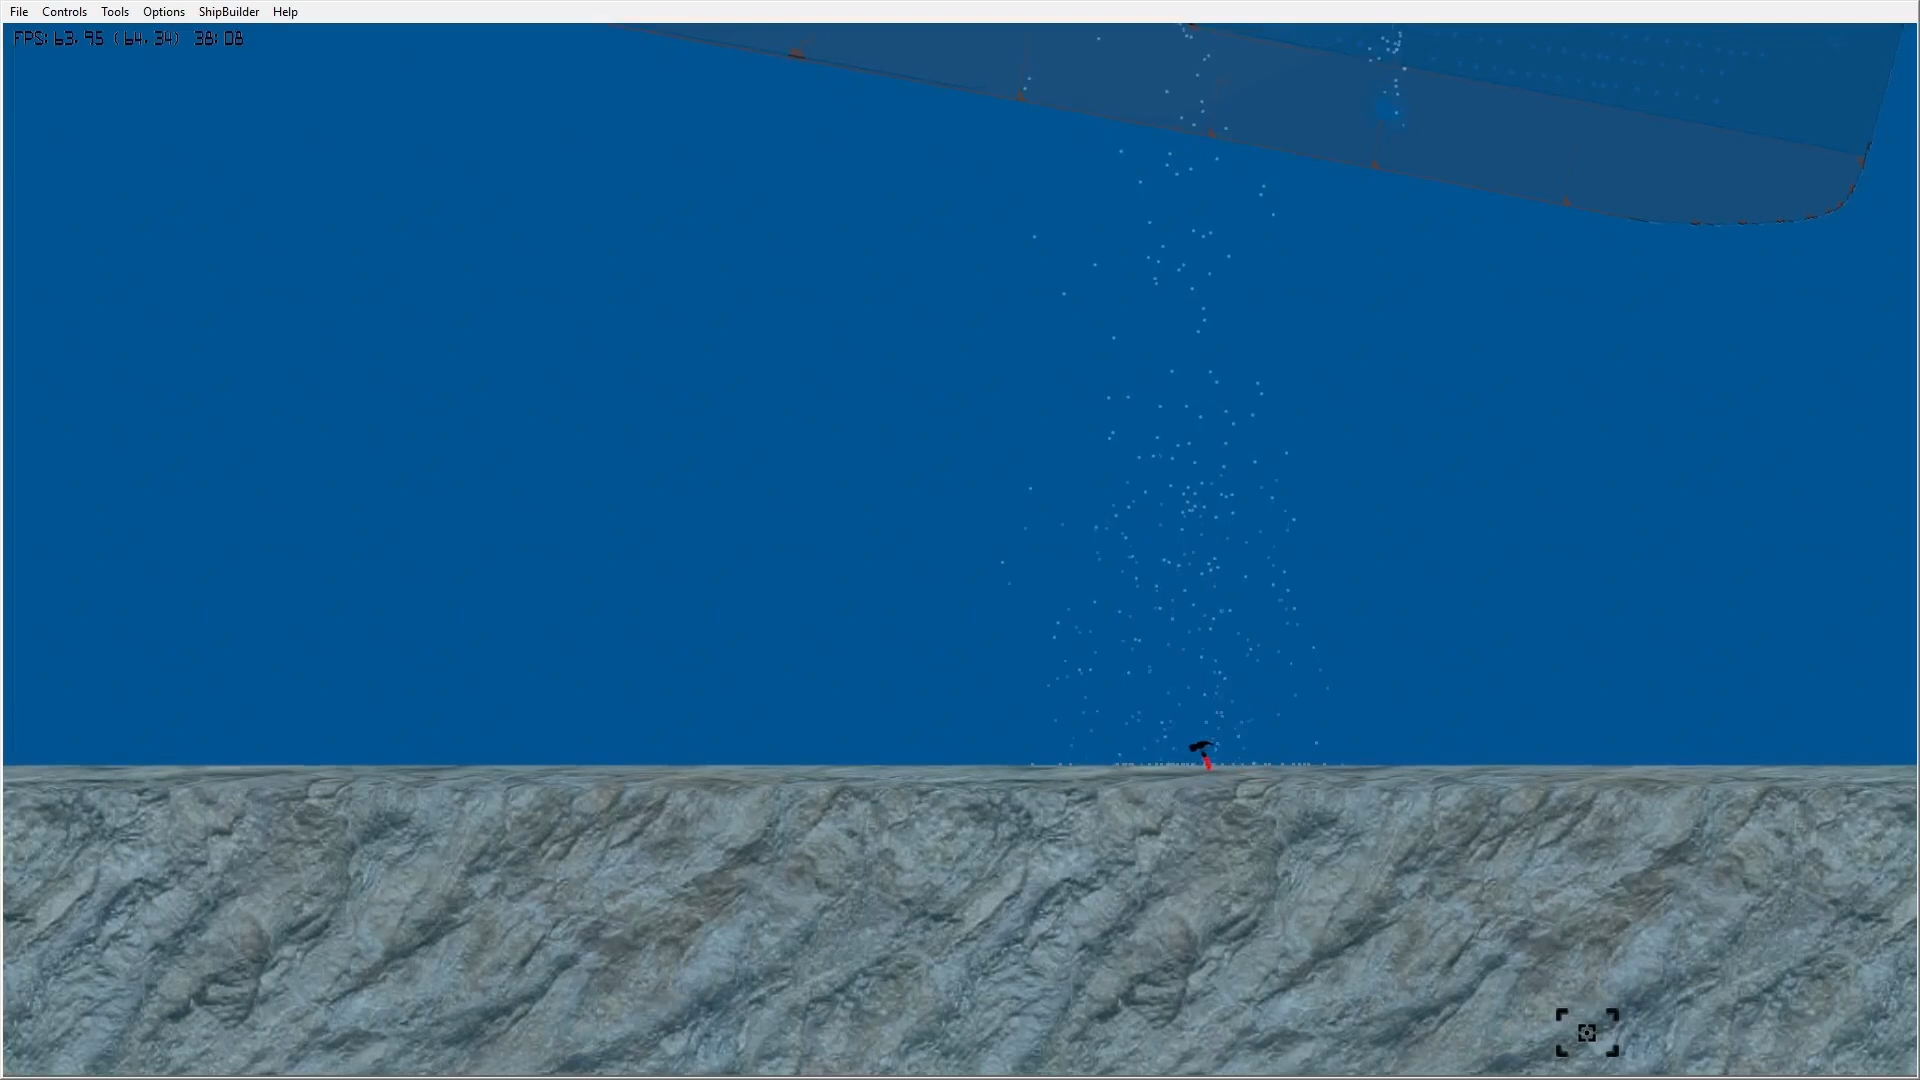 File Controls Tools Options ShipBuilder Help
FPS: 63.95 (64.34) 38:08